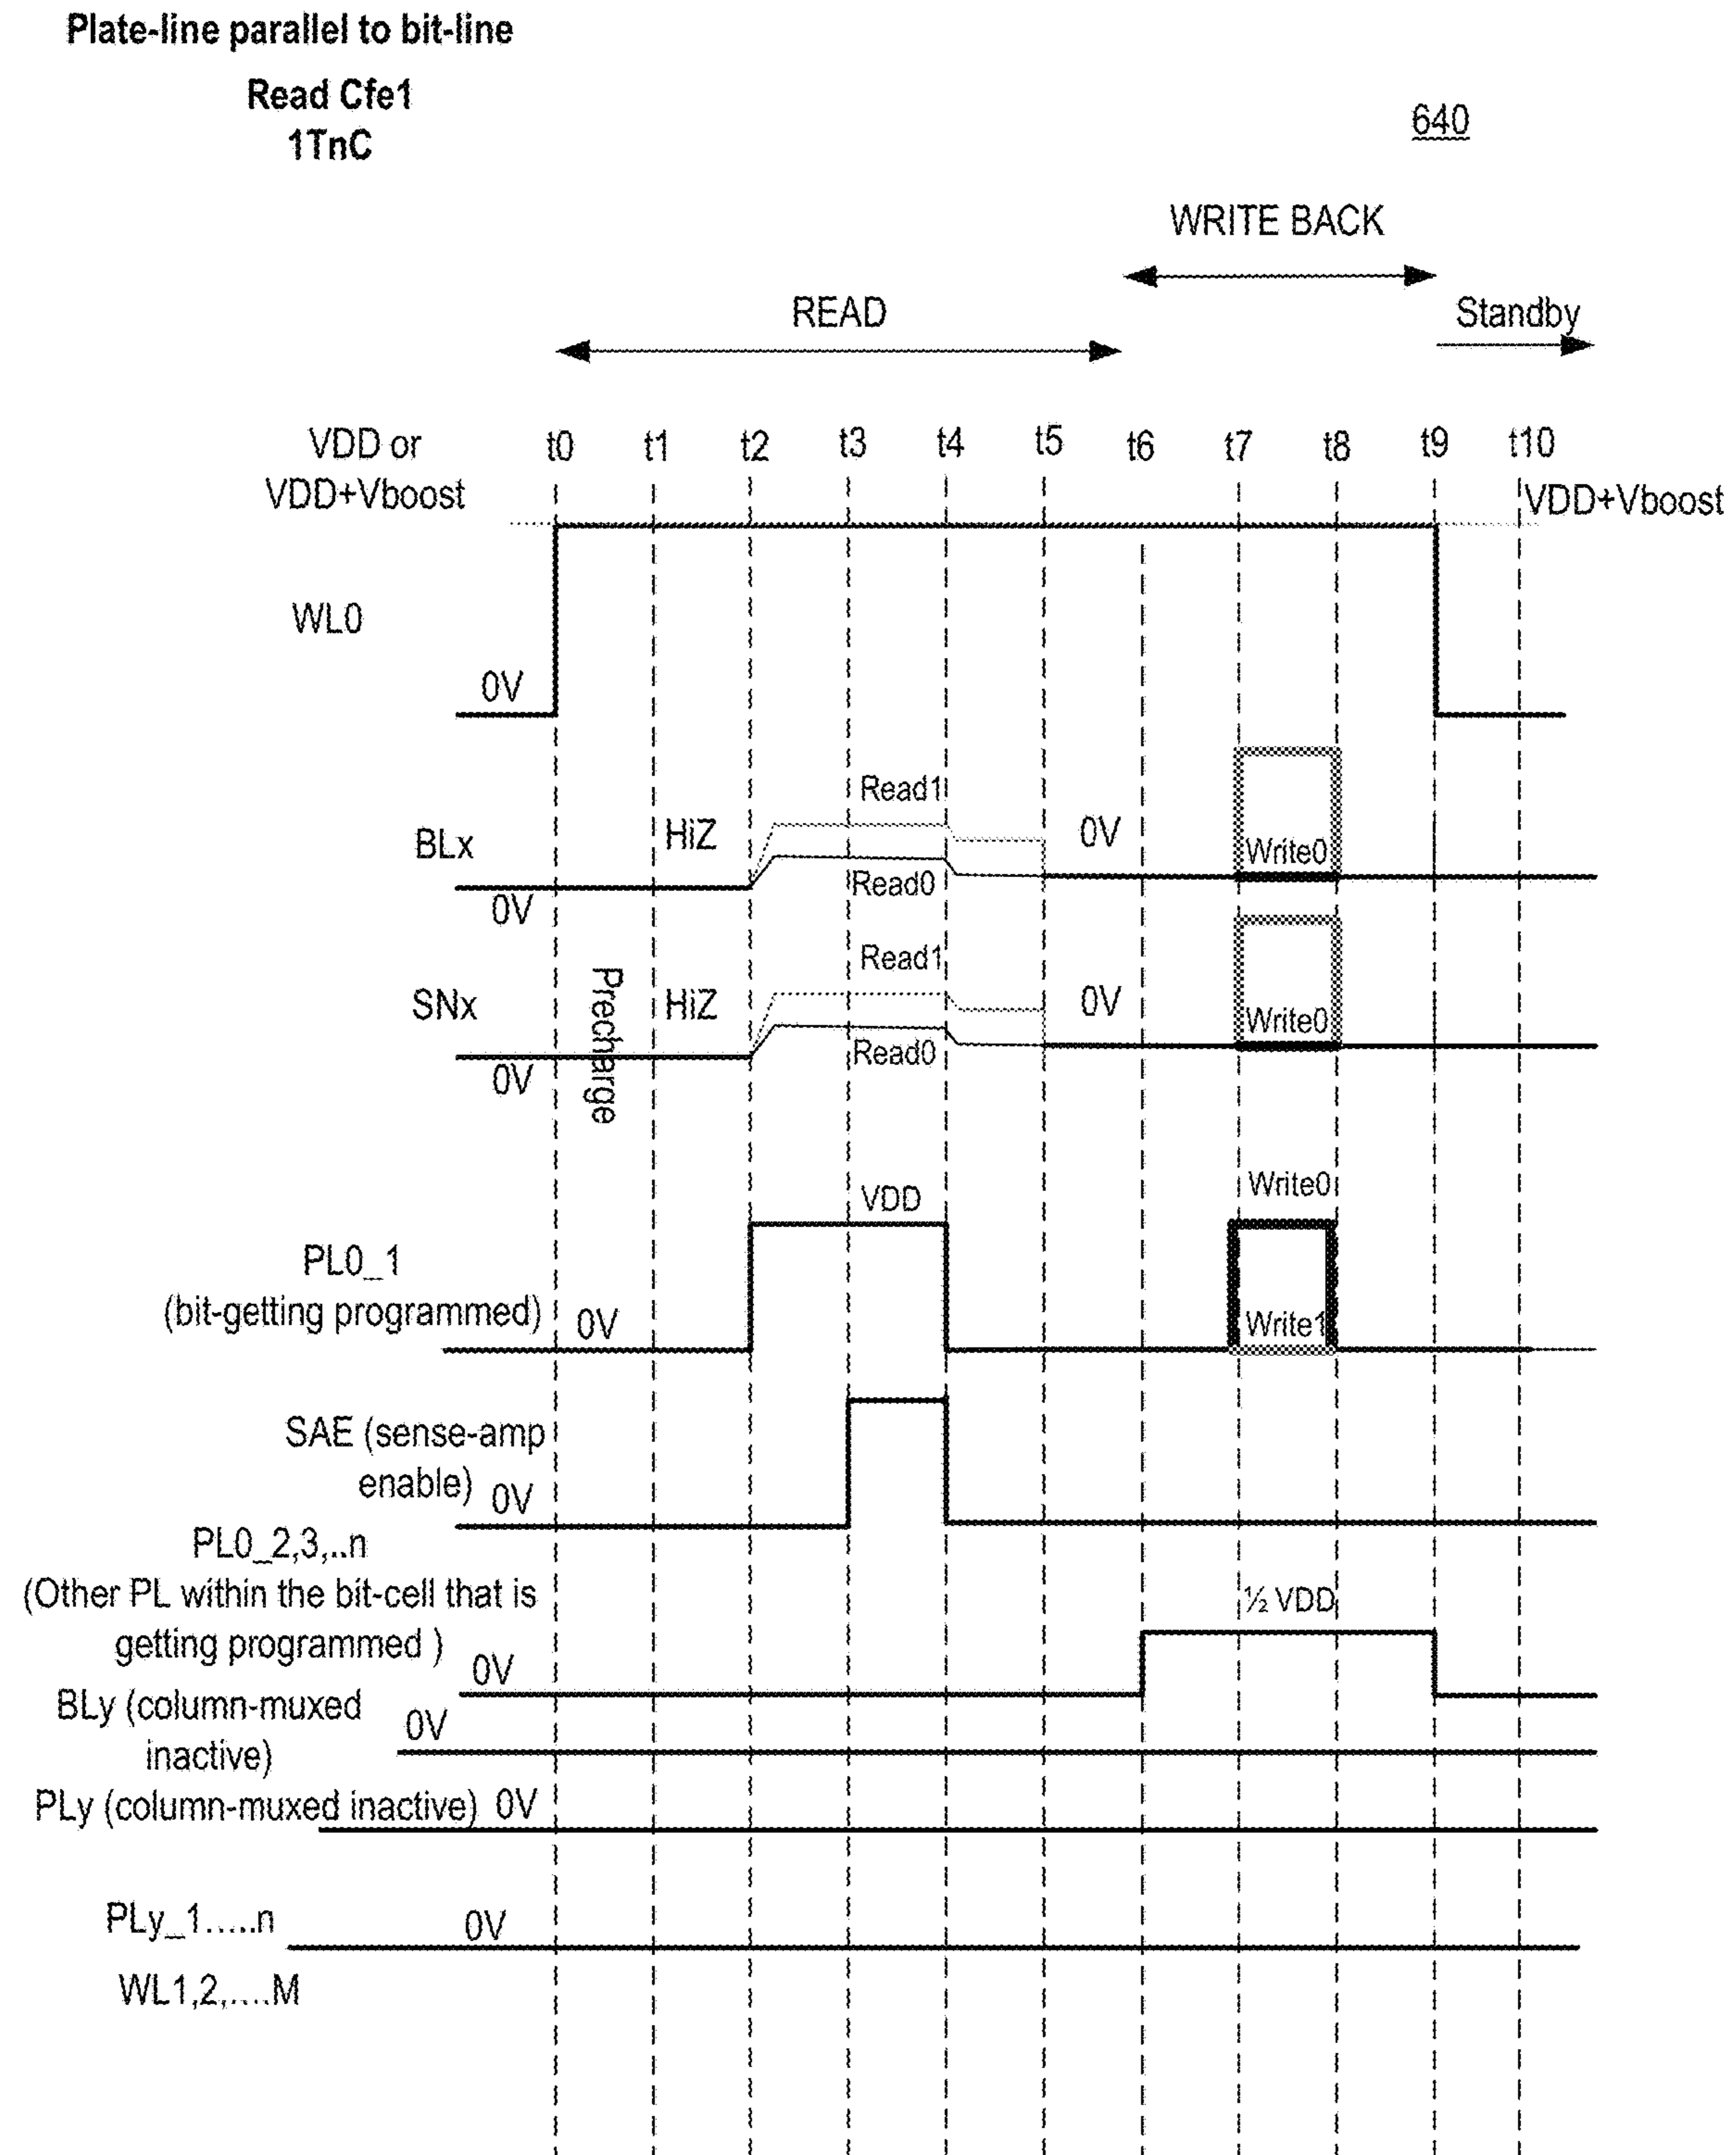 Plate-line parallel to bit-line
Read Cfe1
1TnC
640
WRITE BACK
READ
Standby
VDD or
VDD+Vboost
t0 t1 t2 t3 t4 t5 t6 t7 t8 t9 t10
VDD+Vboost
WL0
0V
BLx
0V
HiZ
Read1
Read0
0V
Write0
SNx
0V
Precharge
HiZ
Read1
Read0
0V
Write0
PL0_1
(bit-getting programmed)
0V
VDD
Write0
Write1
SAE (sense-amp
enable)
0V
PL0_2,3,..n
(Other PL within the bit-cell that is
getting programmed )
0V
½ VDD
BLy (column-muxed
inactive)
0V
PLy (column-muxed inactive) 0V
PLy_1.....n
0V
WL1,2,....M